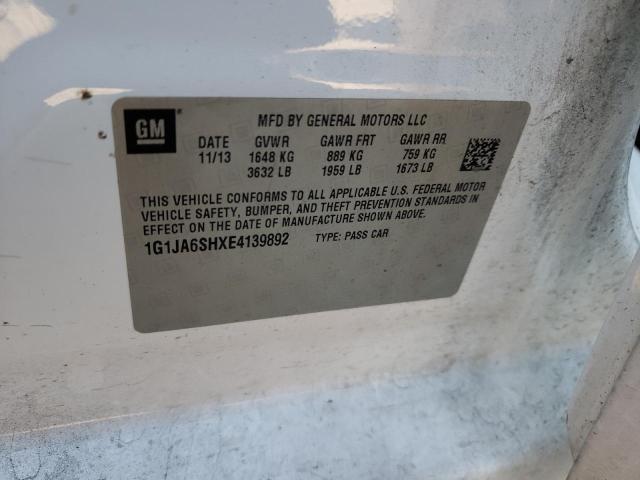 GM
MFD BY GENERAL MOTORS LLC
DATE GVWR GAWR FRT GAWR RR
11/13 1648 KG 889 KG 759 KG
3632 LB 1959 LB 1673 LB
THIS VEHICLE CONFORMS TO ALL APPLICABLE U.S. FEDERAL MOTOR
VEHICLE SAFETY, BUMPER, AND THEFT PREVENTION STANDARDS IN
EFFECT ON THE DATE OF MANUFACTURE SHOWN ABOVE.
1G1JA6SHXE4139892 TYPE: PASS CAR